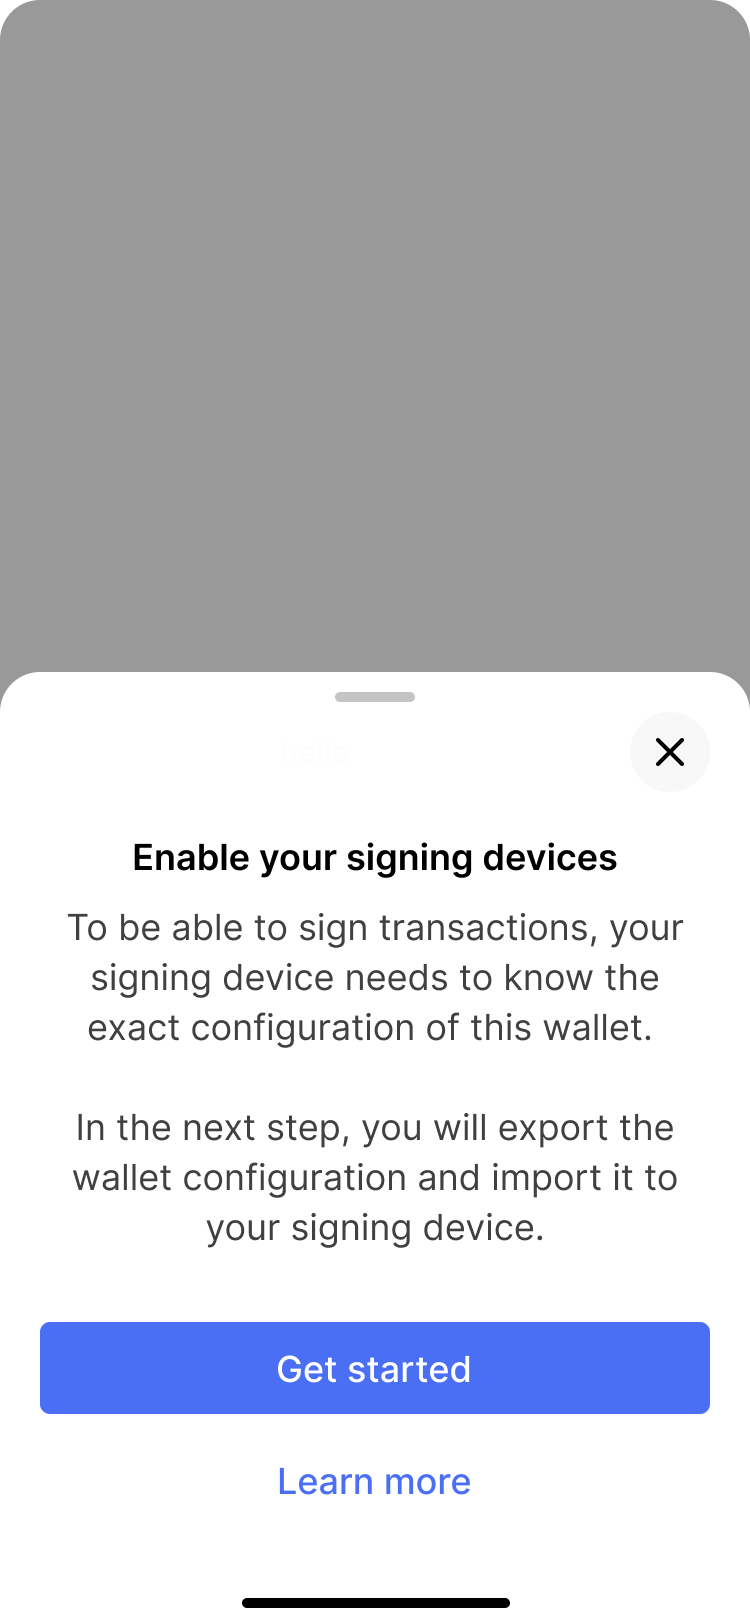 hello
Enable your signing devices
To be able to sign transactions, your
signing device needs to know the
exact configuration of this wallet.
In the next step, you will export the
wallet configuration and import it to
your signing device.
Get started
Learn more